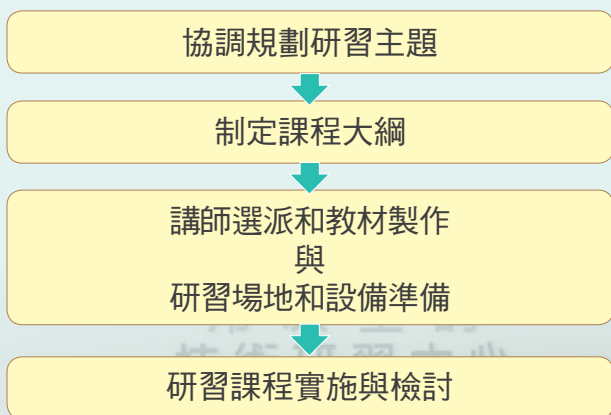 協調規劃研習主題
制定課程大綱
講師選派和教材製作
與
研習場地和設備準備
研習課程實施與檢討